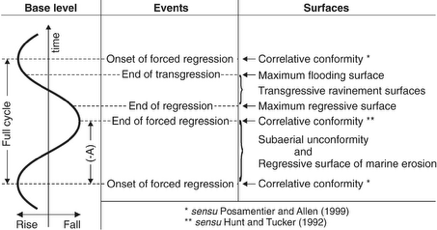 Base level Events Surfaces
time
Onset of forced regression Correlative conformity *
End of transgression Maximum flooding surface
Transgressive ravinement surfaces
End of regression Maximum regressive surface
End of forced regression Correlative conformity **
Full cycle
(-A)
Subaerial unconformity
and
Regressive surface of marine erosion
Onset of forced regression Correlative conformity *
Rise Fall
* sensu Posamentier and Allen (1999)
** sensu Hunt and Tucker (1992)